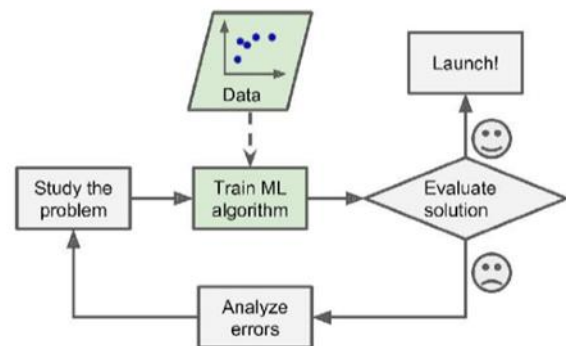 Data
Launch!
Study the
problem
Train ML
algorithm
Evaluate
solution
Analyze
errors